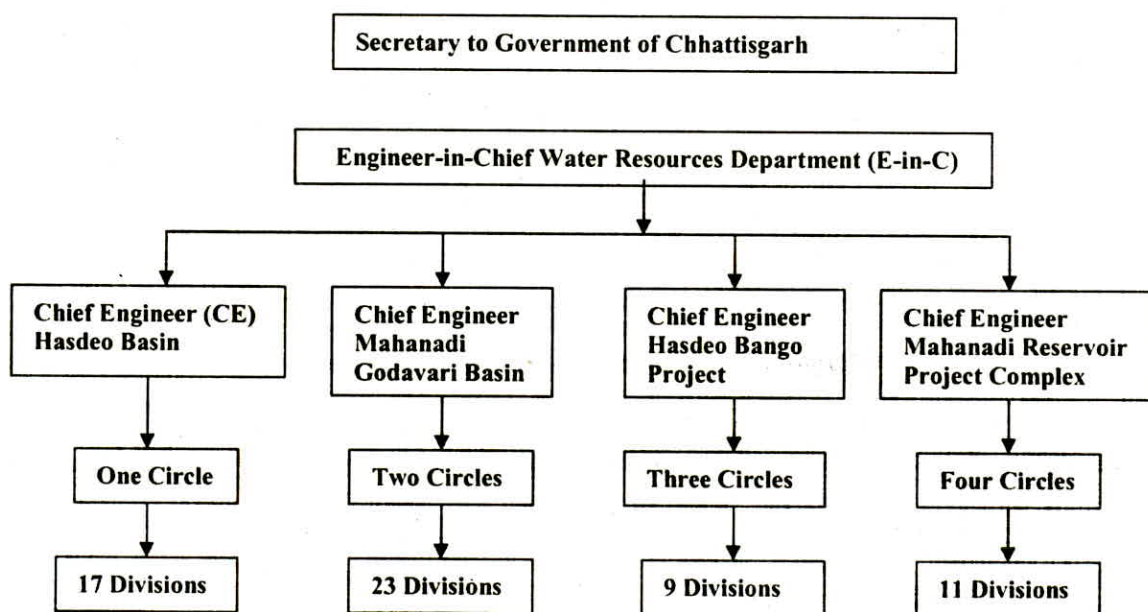 Secretary to Government of Chhattisgarh
Engineer-in-Chief Water Resources Department (E-in-C)
Chief Engineer (CE)
Hasdeo Basin
Chief Engineer
Mahanadi
Godavari Basin
Chief Engineer
Hasdeo Bango
Project
Chief Engineer
Mahanadi Reservoir
Project Complex
One Circle
Two Circles
Three Circles
Four Circles
17 Divisions
23 Divisions
9 Divisions
11 Divisions